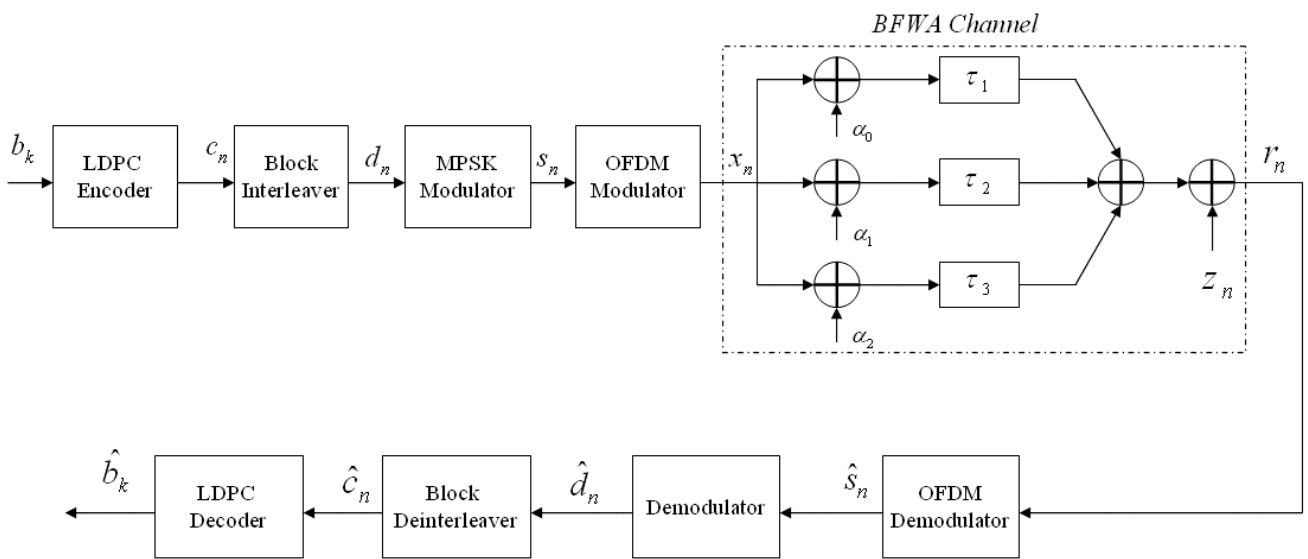 BFWA Channel
b_k
LDPC
Encoder
c_n
Block
Interleaver
d_n
MPSK
Modulator
s_n
OFDM
Modulator
x_n
α_0
τ_1
α_1
τ_2
α_2
τ_3
z_n
r_n
b̂_k
LDPC
Decoder
ĉ_n
Block
Deinterleaver
d̂_n
Demodulator
ŝ_n
OFDM
Demodulator